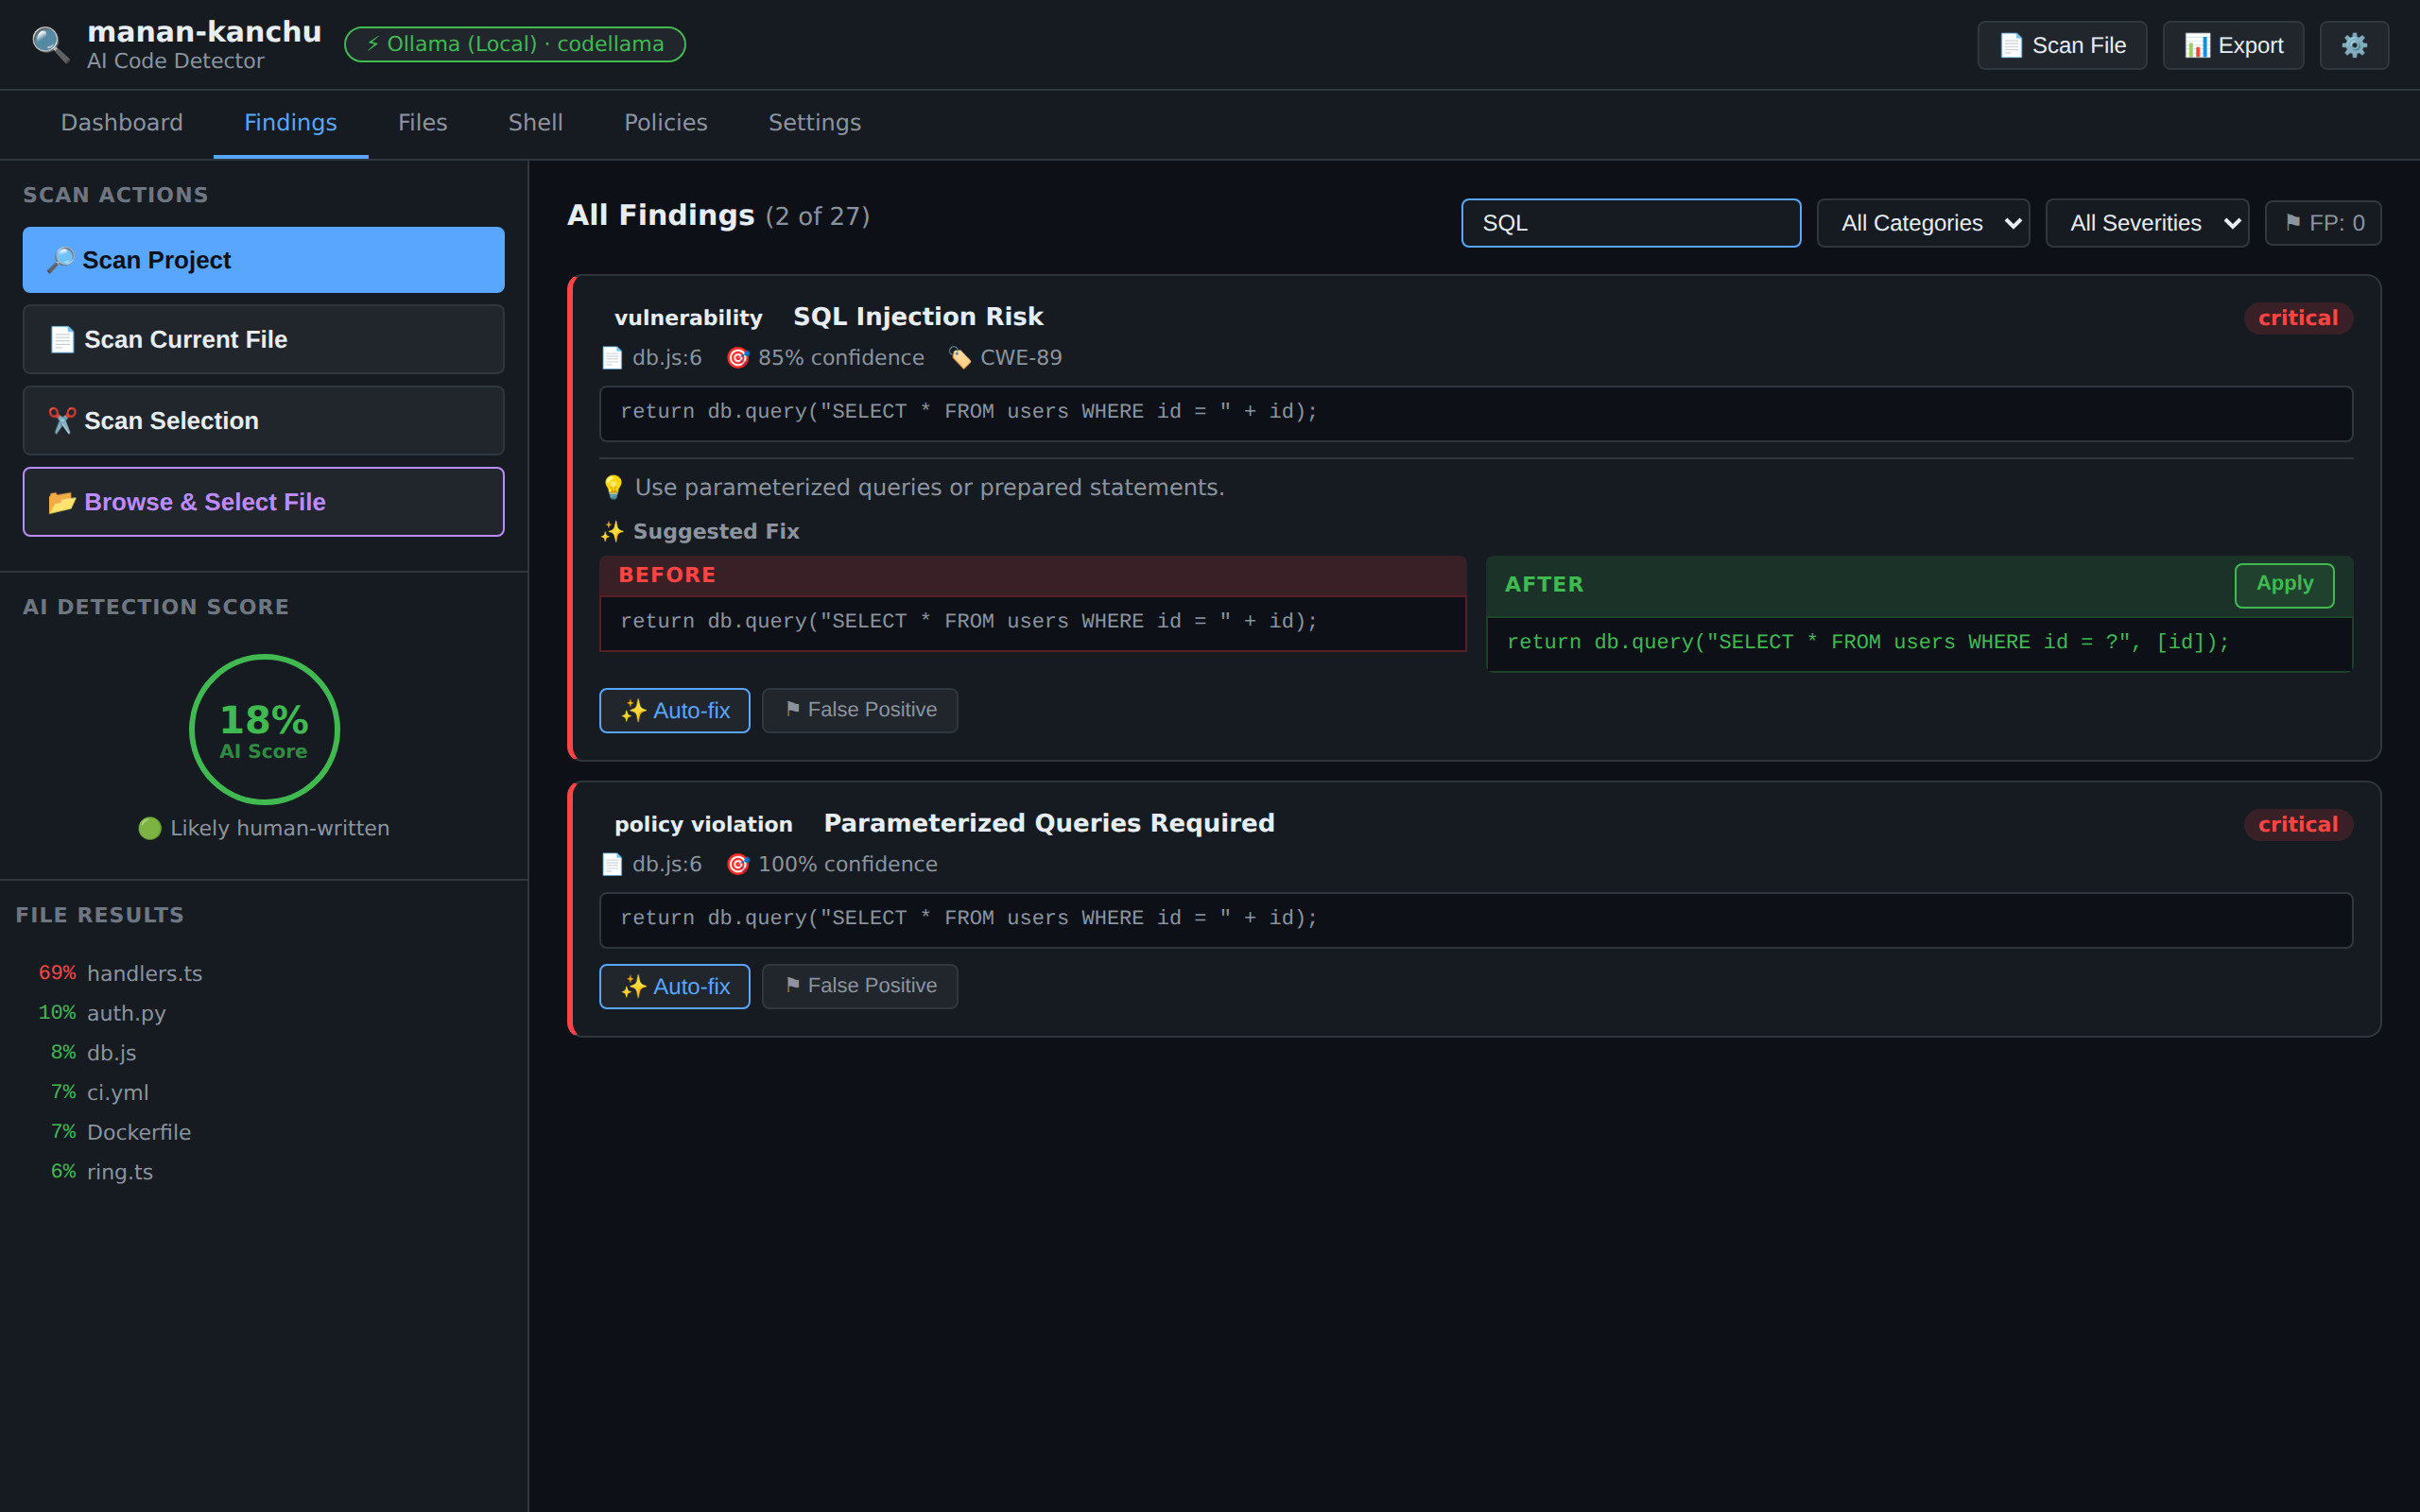 manan-kanchu
AI Code Detector
⚡ Ollama (Local) · codellama
Scan File
Export
Dashboard
Findings
Files
Shell
Policies
Settings
SCAN ACTIONS
Scan Project
Scan Current File
Scan Selection
Browse & Select File
AI DETECTION SCORE
18%
AI Score
Likely human-written
FILE RESULTS
69% handlers.ts
10% auth.py
8% db.js
7% ci.yml
7% Dockerfile
6% ring.ts
All Findings (2 of 27)
SQL
All Categories
All Severities
⚑ FP: 0
vulnerability SQL Injection Risk critical
db.js:6 85% confidence CWE-89
return db.query("SELECT * FROM users WHERE id = " + id);
Use parameterized queries or prepared statements.
Suggested Fix
BEFORE
return db.query("SELECT * FROM users WHERE id = " + id);
AFTER
Apply
return db.query("SELECT * FROM users WHERE id = ?", [id]);
Auto-fix
⚑ False Positive
policy violation Parameterized Queries Required critical
db.js:6 100% confidence
return db.query("SELECT * FROM users WHERE id = " + id);
Auto-fix
⚑ False Positive